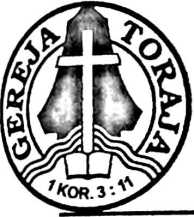 GEREJA TORAJA
1 KOR. 3 : 11